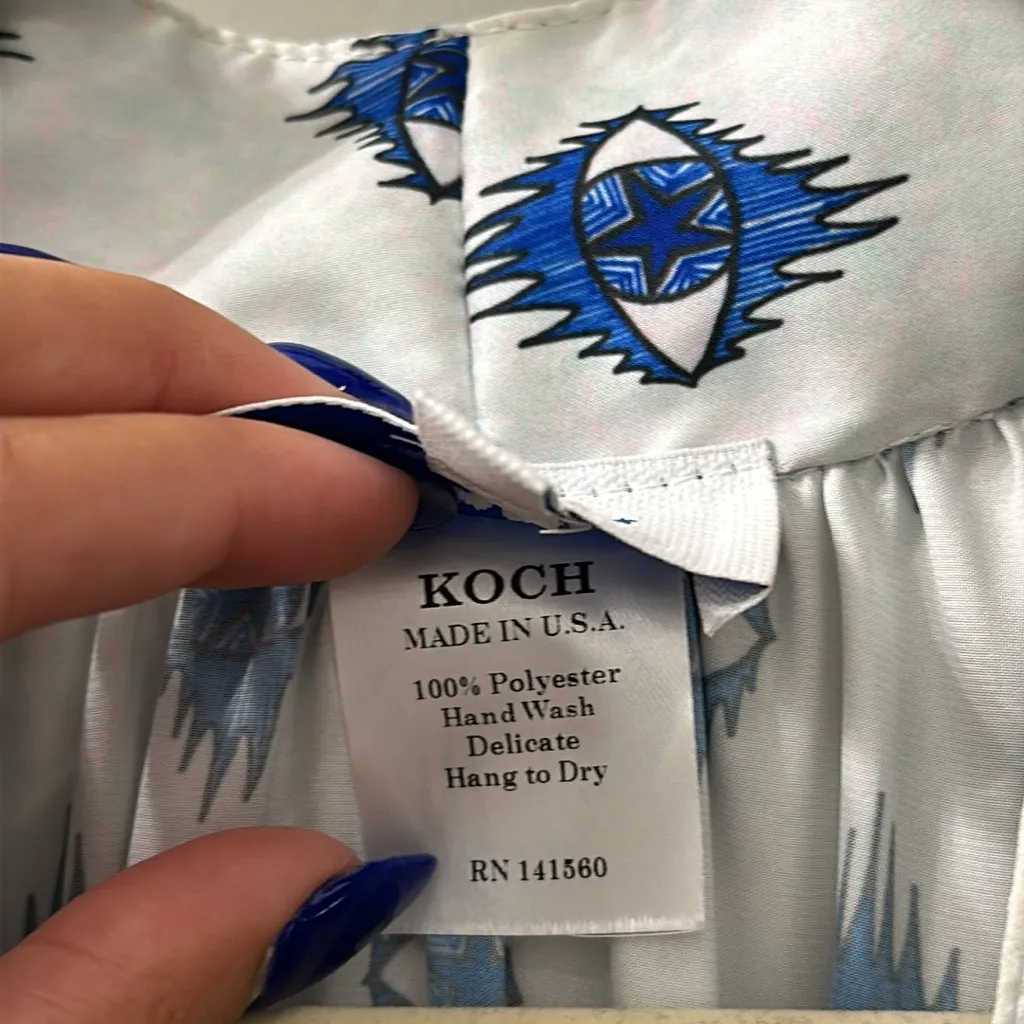 KOCH
MADE IN U.S.A.
100% Polyester
Hand Wash
Delicate
Hang to Dry
RN 141560